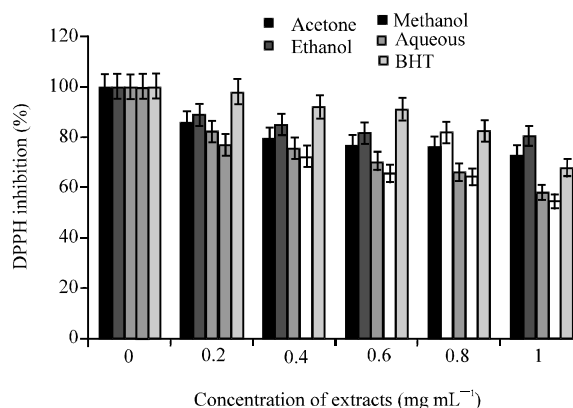 Acetone
Methanol
Ethanol
Aqueous
BHT
120
100
80
60
40
20
0
DPPH inhibition (%)
0
0.2
0.4
0.6
0.8
1
Concentration of extracts (mg mL⁻¹)